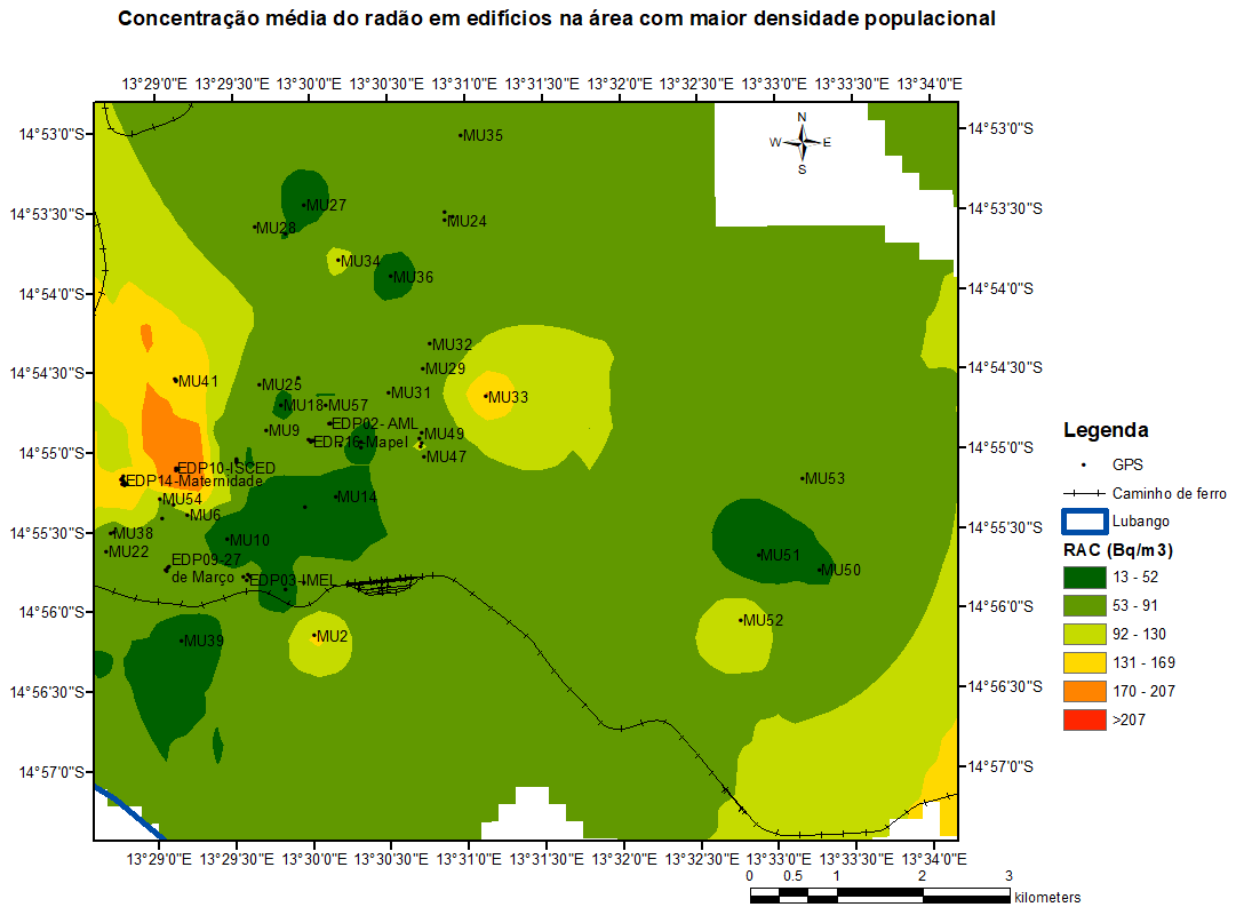 Concentração média do radão em edifícios na área com maior densidade populacional
13°29'0"E 13°29'30"E 13°30'0"E 13°30'30"E 13°31'0"E 13°31'30"E 13°32'0"E 13°32'30"E 13°33'0"E 13°33'30"E 13°34'0"E
14°53'0"S
14°53'30"S
14°54'0"S
14°54'30"S
14°55'0"S
14°55'30"S
14°56'0"S
14°56'30"S
14°57'0"S
N
W E
S
MU35
MU27
MU24
MU28
MU34
MU36
MU32
MU29
MU41
MU25
MU31
MU33
MU18
MU57
MU9
EDP02- AML
MU49
EDP16-Mapel
MU47
EDP10-ISCED
EDP14-Maternidade
MU53
MU54
MU14
MU6
MU38
MU10
MU22
MU51
EDP09-27
de Março
EDP03-IMEL
MU50
MU52
MU39
MU2
14°53'0"S
14°53'30"S
14°54'0"S
14°54'30"S
14°55'0"S
14°55'30"S
14°56'0"S
14°56'30"S
14°57'0"S
13°29'0"E 13°29'30"E 13°30'0"E 13°30'30"E 13°31'0"E 13°31'30"E 13°32'0"E 13°32'30"E 13°33'0"E 13°33'30"E 13°34'0"E
0 0.5 1 2 3
kilometers
Legenda
GPS
Caminho de ferro
Lubango
RAC (Bq/m3)
13 - 52
53 - 91
92 - 130
131 - 169
170 - 207
>207